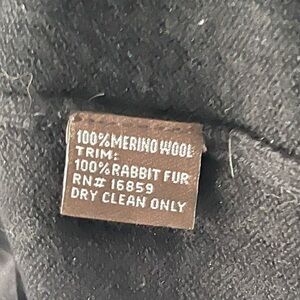 100% MERINO WOOL
TRIM:
100% RABBIT FUR
RN# 16859
DRY CLEAN ONLY